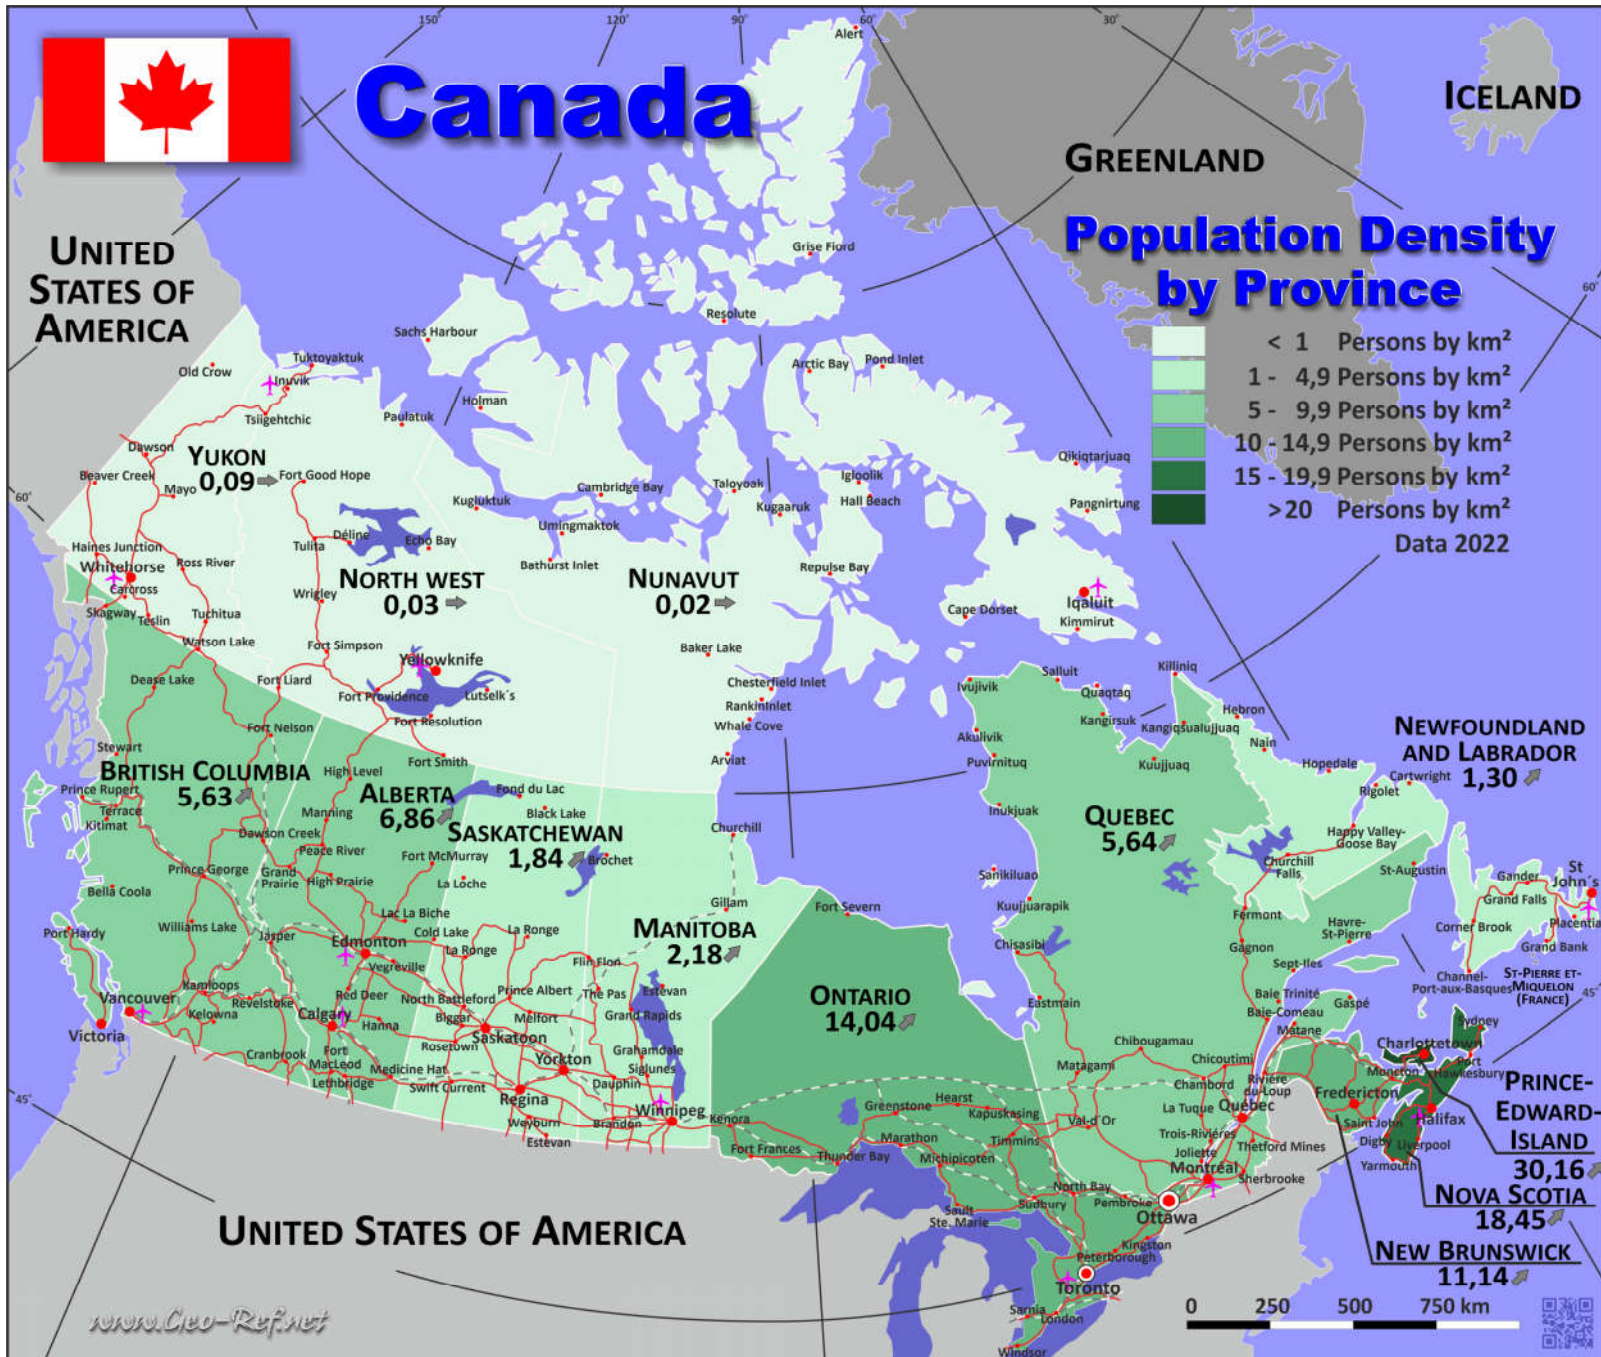 150°
120°
90°
60°
30°
Alert
Canada
ICELAND
GREENLAND
Population Density
by Province
< 1 Persons by km²
1 - 4,9 Persons by km²
5 - 9,9 Persons by km²
10 - 14,9 Persons by km²
15 - 19,9 Persons by km²
>20 Persons by km²
Data 2022
60°
UNITED
STATES OF
AMERICA
Grise Fiord
Resolute
Sachs Harbour
Arctic Bay
Pond Inlet
Old Crow
Tuktoyaktuk
Inuvik
Tsiigehtchic
Holman
Paulatuk
Dawson
YUKON
0,09
Beaver Creek
Mayo
Fort Good Hope
Kugluktuk
Cambridge Bay
Taloyoak
Kugaaruk
Igloolik
Hall Beach
Qikiqtarjuaq
Pangnirtung
60°
Umingmaktok
Bathurst Inlet
Haines Junction
Whitehorse
Carcross
Ross River
Tulita
Déline
Echo Bay
NORTH WEST
0,03
NUNAVUT
0,02
Repulse Bay
Iqaluit
Kimmirut
Cape Dorset
Skagway
Teslin
Tuchitua
Watson Lake
Wrigley
Fort Simpson
Yellowknife
Baker Lake
Dease Lake
Fort Liard
Fort Providence
Lutselk´s
Fort Resolution
Chesterfield Inlet
RankinInlet
Whale Cove
Arviat
Ivujivik
Salluit
Quaqtaq
Kangirsuk
Killiniq
Kangiqsualujjuaq
Hebron
Nain
Akulivik
Puvirnituq
Kuujjuaq
Hopedale
Rigolet
Cartwright
NEWFOUNDLAND
AND LABRADOR
1,30
Fort Nelson
Stewart
Fort Smith
BRITISH COLUMBIA
5,63
High Level
Prince Rupert
Terrace
Kitimat
ALBERTA
6,86
Manning
Fond du Lac
Black Lake
SASKATCHEWAN
1,84
Brochet
Churchill
Inukjuak
QUEBEC
5,64
Happy Valley-
Goose Bay
Churchill
Falls
St-Augustin
Dawson Creek
Peace River
Grand
Prairie
High Prairie
Fort McMurray
La Loche
Prince George
Bella Coola
Sanikiluao
Kuujjuarapik
Gillam
Fort Severn
MANITOBA
2,18
Fermont
Gagnon
Havre-
St-Pierre
Gander
Grand Falls
St
John´s
Placentia
Corner Brook
Grand Bank
Channel-
Port-aux-Basques
ST-PIERRE ET-
MIQUELON
(FRANCE)
45°
Port Hardy
Williams Lake
Jasper
Edmonton
Lac La Biche
Cold Lake
La Ronge
La Ronge
Vegreville
Flin Flon
The Pas
Estevan
Grand Rapids
Chisasibi
Eastmain
Sept-Iles
Baie Trinité
Baie-Comeau
Gaspé
Matane
Vancouver
Victoria
Kamloops
Kelowna
Revelstoke
Red Deer
Calgary
Hanna
North Battleford
Biggar
Prince Albert
Melfort
Saskatoon
Rosetown
ONTARIO
14,04
Sydney
Charlottetown
Port
Hawkesbury
Moncton
Cranbrook
Fort
MacLeod
Lethbridge
Medicine Hat
Swift Current
Yorkton
Regina
Grahamdale
Siglunes
Dauphin
Winnipeg
Brandon
Weyburn
Estevan
Matagami
Chibougamau
Chicoutimi
Chambord
Rivière
du-Loup
Fredericton
Saint John
Halifax
Digby
Liverpool
Yarmouth
PRINCE-
EDWARD-
ISLAND
30,16
NOVA SCOTIA
18,45
NEW BRUNSWICK
11,14
45°
Kenora
Fort Frances
Thunder Bay
Greenstone
Hearst
Kapuskasing
Marathon
Michipicoten
Timmins
Val-d´Or
La Tuque
Québec
Trois-Riviéres
Joliette
Montréal
Thetford Mines
Sherbrooke
Sault
Ste. Marie
Sudbury
North Bay
Pembroke
Ottawa
Kingston
Peterborough
Toronto
Sarnia
London
Windsor
UNITED STATES OF AMERICA
0 250 500 750 km
www.Geo-Ref.net